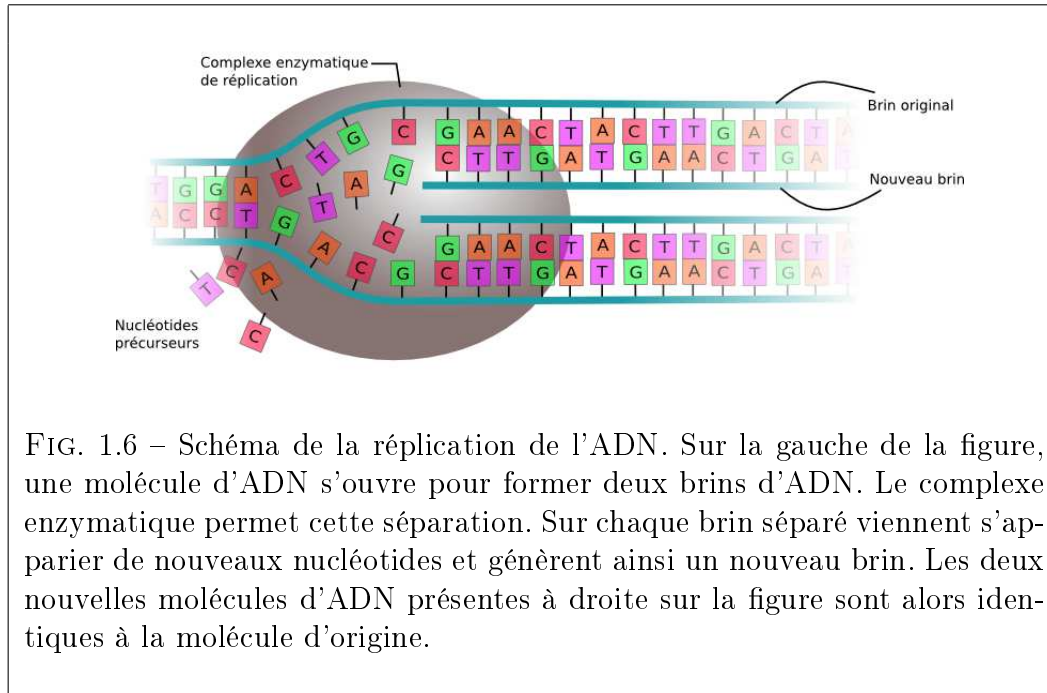 Complexe enzymatique
de réplication
Brin original
C G A A C T A C T T G A C T A
G
T
C
C T T G A T G A A C T G A T
G
A
Nouveau brin
T G G A
T
A C C T
G
C
G A A C T A C T T G A C T A
A
C
G C T T G A T G A A C T G A T
C
A
T
Nucléotides
précurseurs
C
FIG. 1.6 – Schéma de la réplication de l'ADN. Sur la gauche de la figure,
une molécule d'ADN s'ouvre pour former deux brins d'ADN. Le complexe
enzymatique permet cette séparation. Sur chaque brin séparé viennent s'ap-
parier de nouveaux nucléotides et génèrent ainsi un nouveau brin. Les deux
nouvelles molécules d'ADN présentes à droite sur la figure sont alors iden-
tiques à la molécule d'origine.